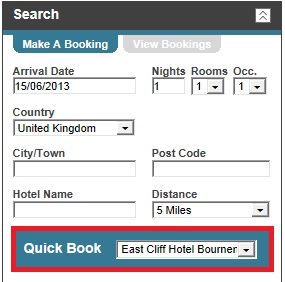 Search
Make A Booking View Bookings
Arrival Date Nights Rooms Occ.
15/06/2013 1 1 1
Country
United Kingdom
City/Town Post Code
Hotel Name Distance
5 Miles
Quick Book East Cliff Hotel Bourner